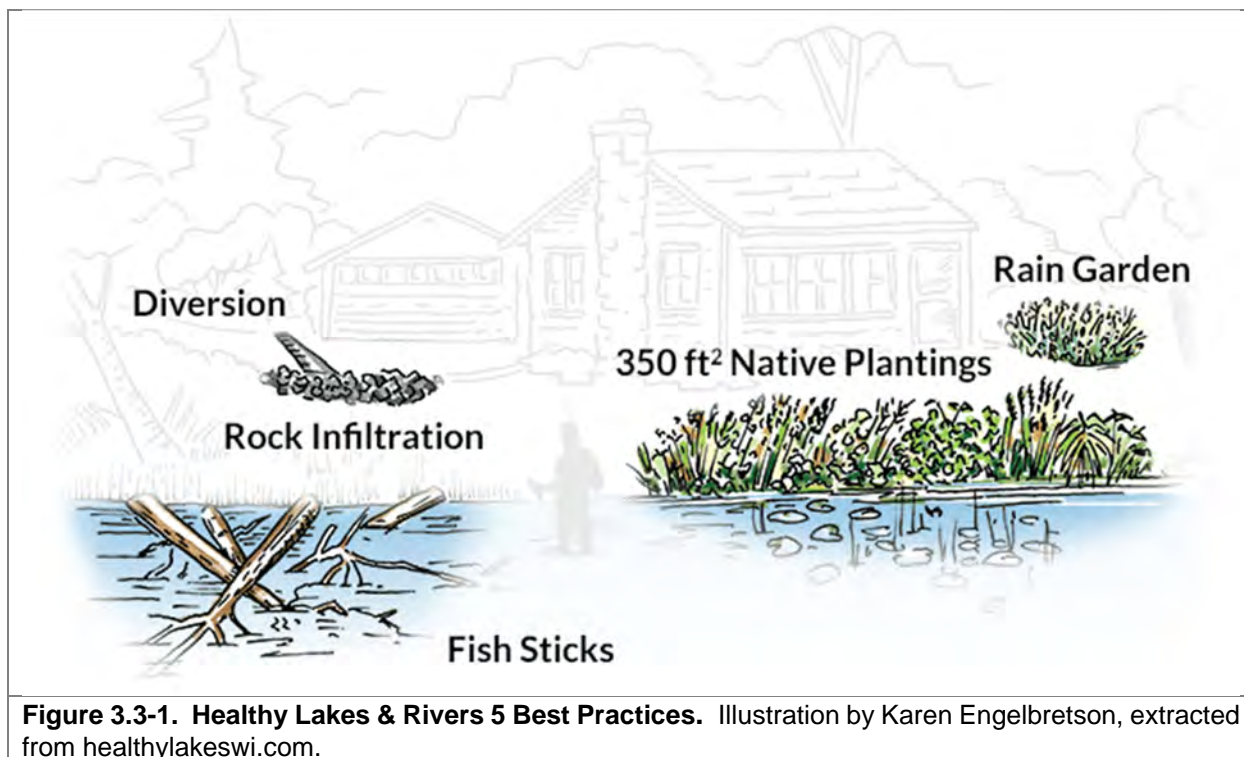 Diversion
Rain Garden
350 ft² Native Plantings
Rock Infiltration
Fish Sticks
Figure 3.3-1. Healthy Lakes & Rivers 5 Best Practices. Illustration by Karen Engelbretson, extracted
from healthylakeswi.com.